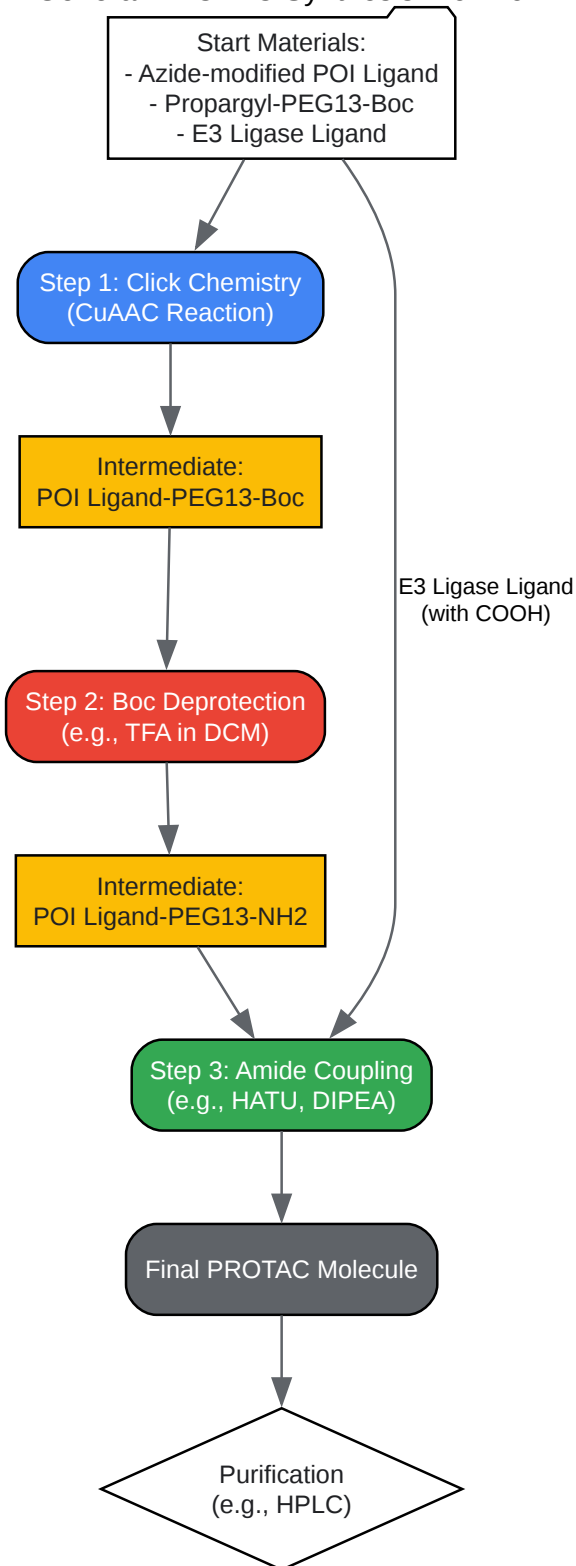 Start Materials:
- Azide-modified POI Ligand
- Propargyl-PEG13-Boc
- E3 Ligase Ligand
Step 1: Click Chemistry
(CuAAC Reaction)
Intermediate:
POI Ligand-PEG13-Boc
E3 Ligase Ligand
(with COOH)
Step 2: Boc Deprotection
(e.g., TFA in DCM)
Intermediate:
POI Ligand-PEG13-NH2
Step 3: Amide Coupling
(e.g., HATU, DIPEA)
Final PROTAC Molecule
Purification
(e.g., HPLC)